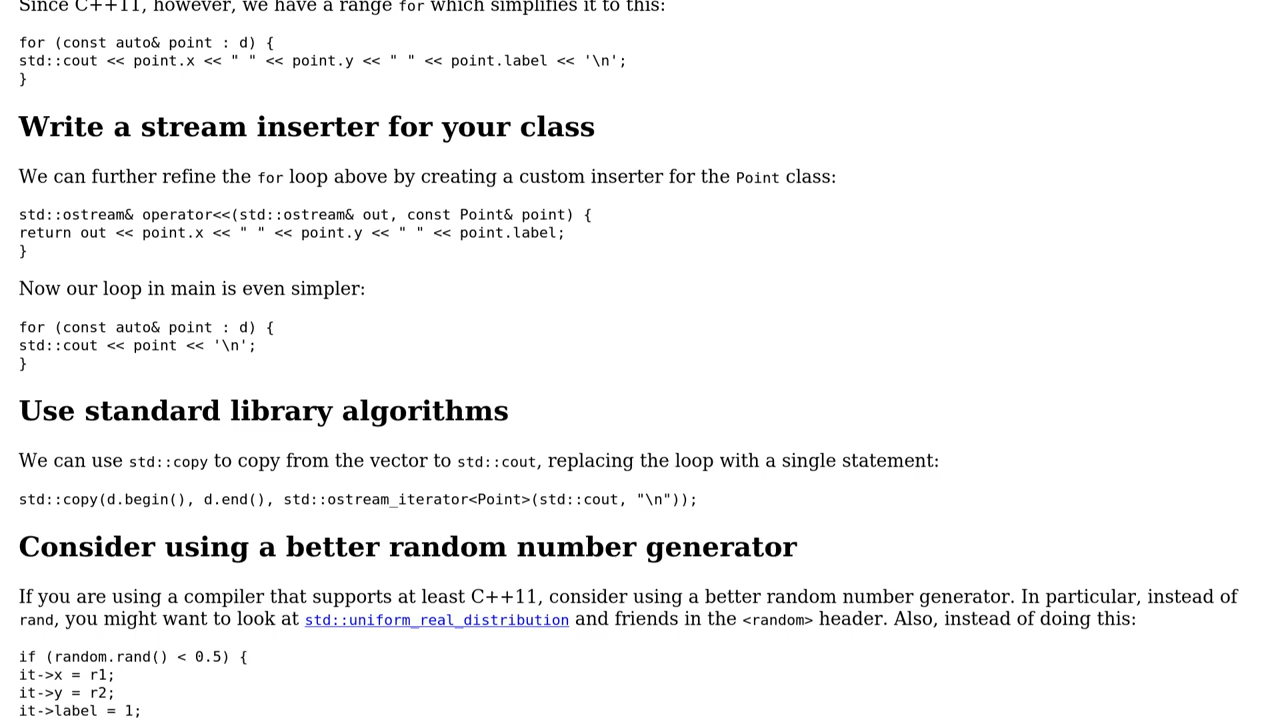 Since C++11, however, we have a range for which simplifies it to this:
for (const auto& point : d) {
std::cout << point.x << " " << point.y << " " << point.label << '\n';
}
Write a stream inserter for your class
We can further refine the for loop above by creating a custom inserter for the Point class:
std::ostream& operator<<(std::ostream& out, const Point& point) {
return out << point.x << " " << point.y << " " << point.label;
}
Now our loop in main is even simpler:
for (const auto& point : d) {
std::cout << point << '\n';
}
Use standard library algorithms
We can use std::copy to copy from the vector to std::cout, replacing the loop with a single statement:
std::copy(d.begin(), d.end(), std::ostream_iterator<Point>(std::cout, "\n"));
Consider using a better random number generator
If you are using a compiler that supports at least C++11, consider using a better random number generator. In particular, instead of
rand, you might want to look at std::uniform_real_distribution and friends in the <random> header. Also, instead of doing this:
if (random.rand() < 0.5) {
it->x = r1;
it->y = r2;
it->label = 1;